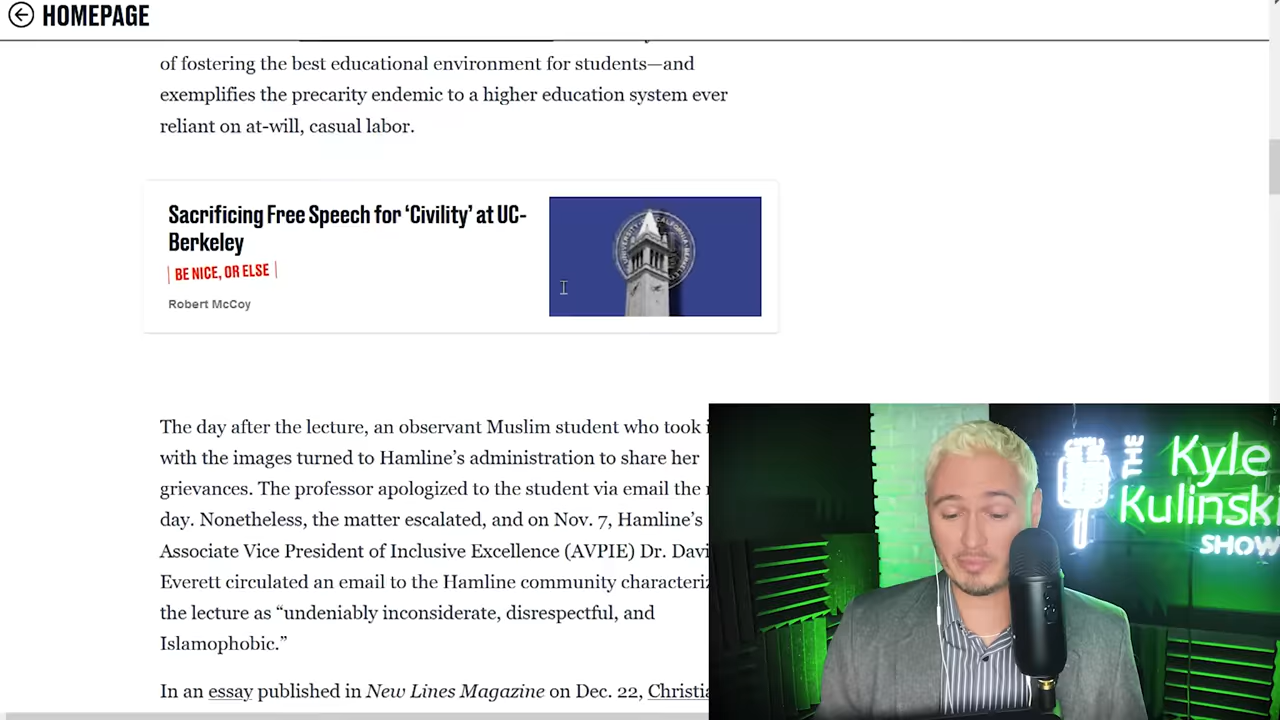 HOMEPAGE
of fostering the best educational environment for students—and
exemplifies the precarity endemic to a higher education system ever
reliant on at-will, casual labor.
Sacrificing Free Speech for ‘Civility’ at UC-
Berkeley
BE NICE, OR ELSE
Robert McCoy
The day after the lecture, an observant Muslim student who took
with the images turned to Hamline’s administration to share her
grievances. The professor apologized to the student via email the
day. Nonetheless, the matter escalated, and on Nov. 7, Hamline’s
Associate Vice President of Inclusive Excellence (AVPIE) Dr. Davi
Everett circulated an email to the Hamline community characteriz
the lecture as “undeniably inconsiderate, disrespectful, and
Islamophobic.”
In an essay published in New Lines Magazine on Dec. 22, Christia
THE
Kyle
Kulinski
SHOW